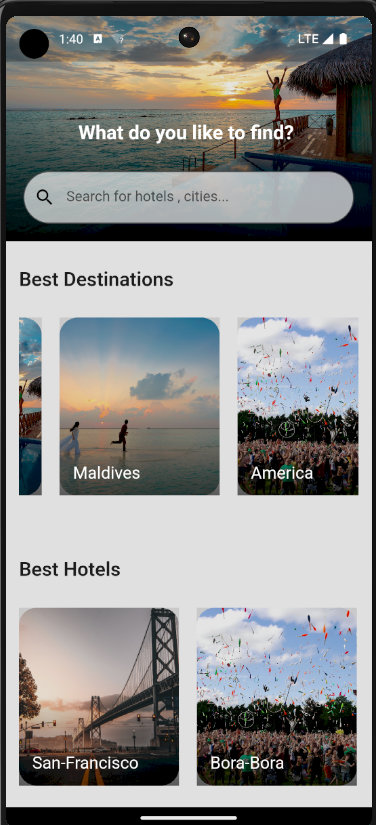 1:40 A ? LTE
What do you like to find?
Search for hotels , cities...
Best Destinations
Maldives America
Best Hotels
San-Francisco Bora-Bora